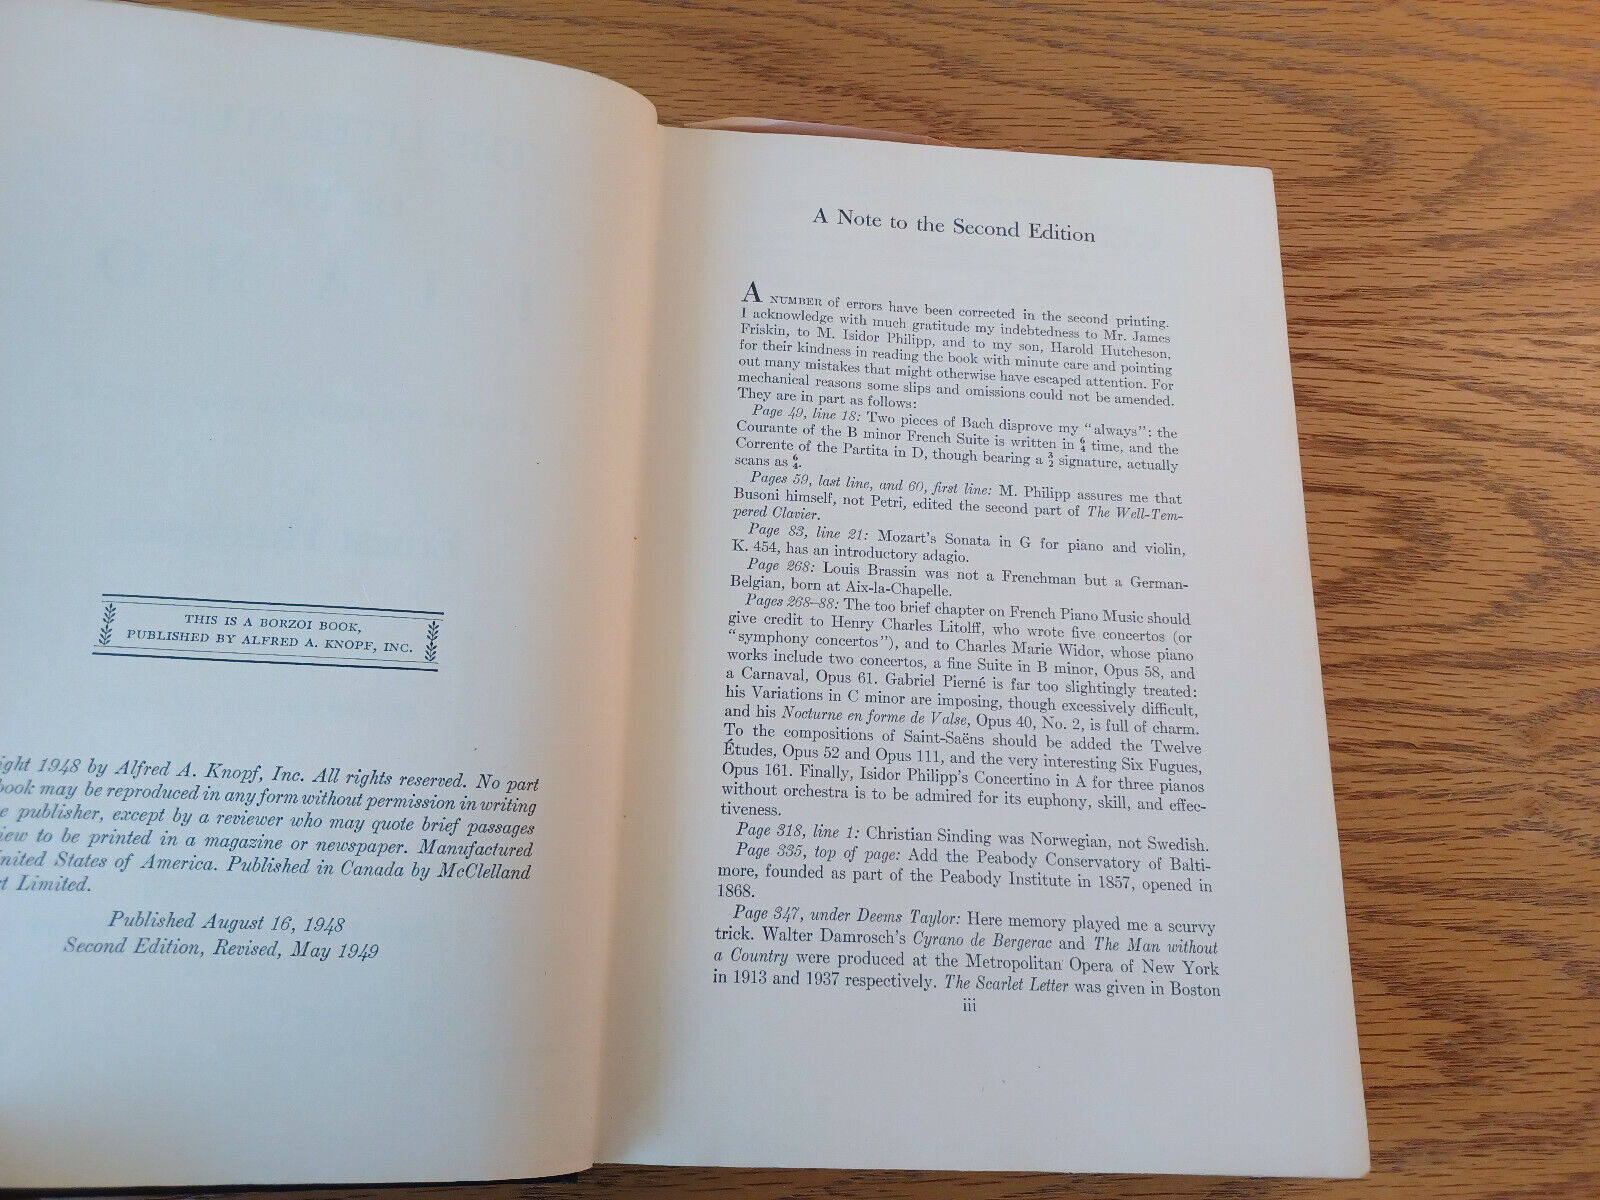 THIS IS A BORZOI BOOK,
PUBLISHED BY ALFRED A. KNOPF, INC.
ight 1948 by Alfred A. Knopf, Inc. All rights reserved. No part
book may be reproduced in any form without permission in writing
e publisher, except by a reviewer who may quote brief passages
iew to be printed in a magazine or newspaper. Manufactured
nited States of America. Published in Canada by McClelland
rt Limited.
Published August 16, 1948
Second Edition, Revised, May 1949
A Note to the Second Edition
A NUMBER of errors have been corrected in the second printing.
I acknowledge with much gratitude my indebtedness to Mr. James
Friskin, to M. Isidor Philipp, and to my son, Harold Hutcheson,
for their kindness in reading the book with minute care and pointing
out many mistakes that might otherwise have escaped attention. For
mechanical reasons some slips and omissions could not be amended.
They are in part as follows:
Page 49, line 18: Two pieces of Bach disprove my “always”: the
Courante of the B minor French Suite is written in 6/4 time, and the
Corrente of the Partita in D, though bearing a 3/2 signature, actually
scans as 6/4.
Pages 59, last line, and 60, first line: M. Philipp assures me that
Busoni himself, not Petri, edited the second part of The Well-Tem-
pered Clavier.
Page 83, line 21: Mozart's Sonata in G for piano and violin,
K. 454, has an introductory adagio.
Page 268: Louis Brassin was not a Frenchman but a German-
Belgian, born at Aix-la-Chapelle.
Pages 268–88: The too brief chapter on French Piano Music should
give credit to Henry Charles Litolff, who wrote five concertos (or
“symphony concertos”), and to Charles Marie Widor, whose piano
works include two concertos, a fine Suite in B minor, Opus 58, and
a Carnaval, Opus 61. Gabriel Pierné is far too slightingly treated:
his Variations in C minor are imposing, though excessively difficult,
and his Nocturne en forme de Valse, Opus 40, No. 2, is full of charm.
To the compositions of Saint-Saëns should be added the Twelve
Études, Opus 52 and Opus 111, and the very interesting Six Fugues,
Opus 161. Finally, Isidor Philipp's Concertino in A for three pianos
without orchestra is to be admired for its euphony, skill, and effec-
tiveness.
Page 318, line 1: Christian Sinding was Norwegian, not Swedish.
Page 335, top of page: Add the Peabody Conservatory of Balti-
more, founded as part of the Peabody Institute in 1857, opened in
1868.
Page 347, under Deems Taylor: Here memory played me a scurvy
trick. Walter Damrosch's Cyrano de Bergerac and The Man without
a Country were produced at the Metropolitan Opera of New York
in 1913 and 1937 respectively. The Scarlet Letter was given in Boston
iii